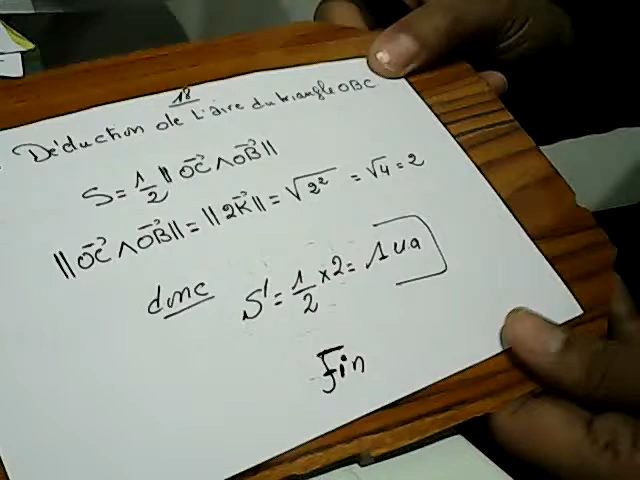 18
Déduction de L'aire du triangle OBC
S = 1/2 ||OC⃗ ∧ OB⃗||
||OC⃗ ∧ OB⃗|| = ||2K⃗|| = √2² = √4 = 2
donc S' = 1/2 × 2 = 1 ua
Fin